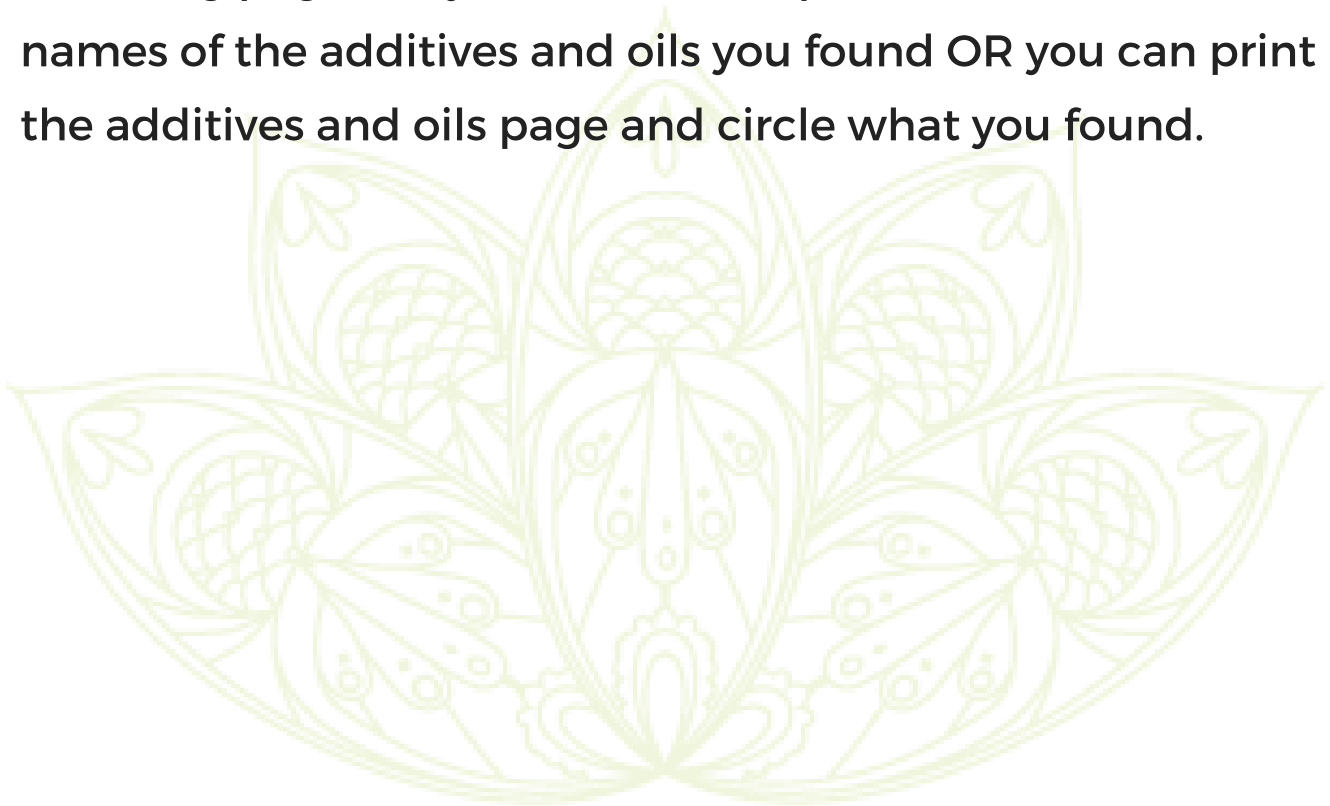 names of the additives and oils you found OR you can print
the additives and oils page and circle what you found.